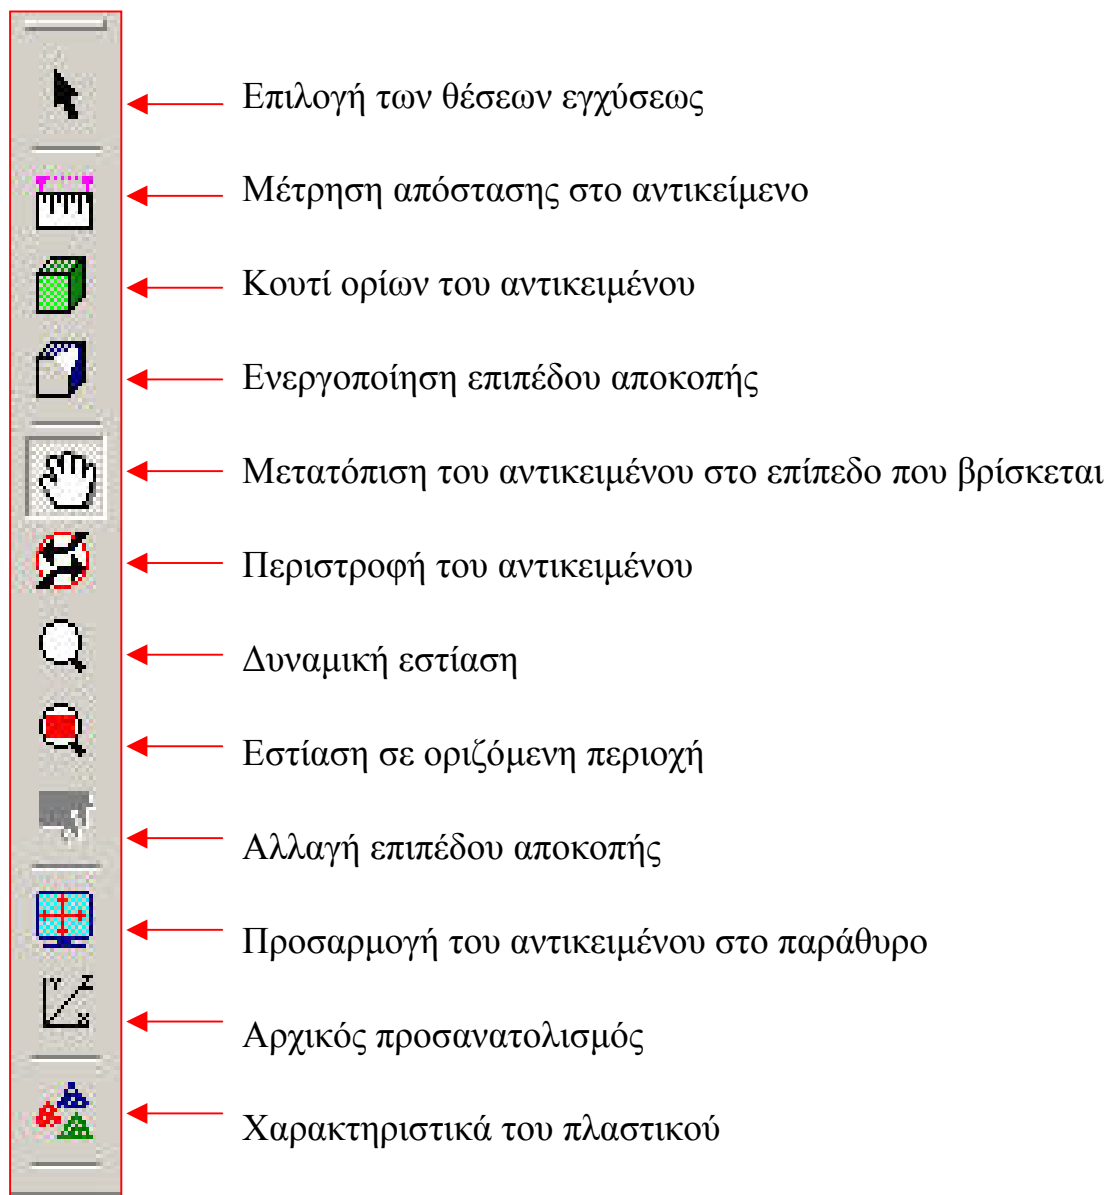 Επιλογή των θέσεων εγχύσεως
Μέτρηση απόστασης στο αντικείμενο
Κουτί ορίων του αντικειμένου
Ενεργοποίηση επιπέδου αποκοπής
Μετατόπιση του αντικειμένου στο επίπεδο που βρίσκεται
Περιστροφή του αντικειμένου
Δυναμική εστίαση
Εστίαση σε οριζόμενη περιοχή
Αλλαγή επιπέδου αποκοπής
Προσαρμογή του αντικειμένου στο παράθυρο
Y Z
X
Αρχικός προσανατολισμός
Χαρακτηριστικά του πλαστικού